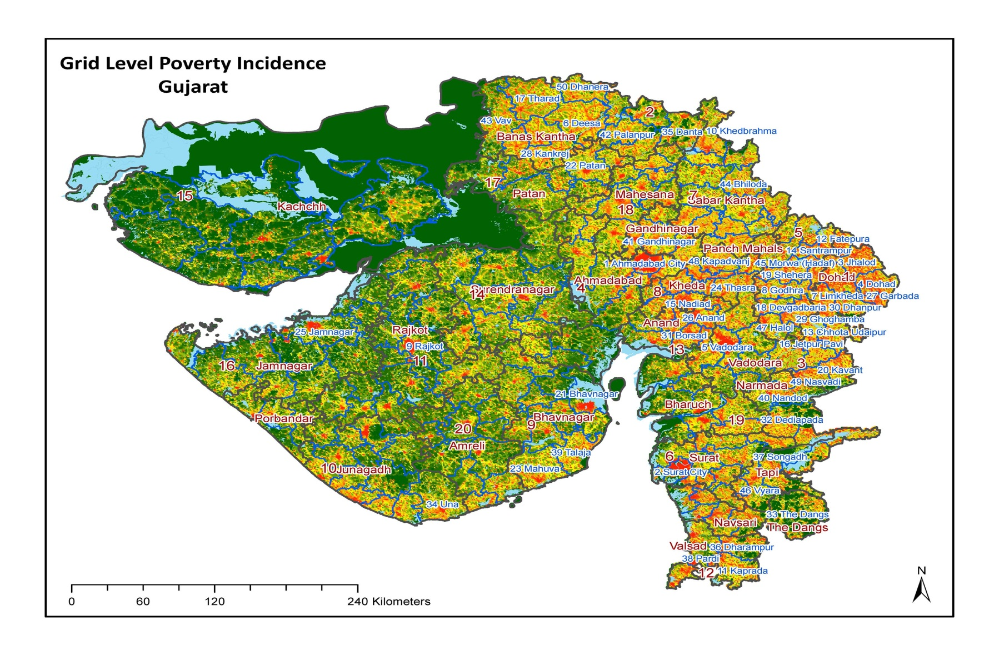 Grid Level Poverty Incidence
Gujarat
50 Dhanera
17 Tharad
2
43 Vav
6 Deesa
42 Palanpur
35 Danta
10 Khedbrahma
Banas Kantha
28 Kankrej
22 Patan
17
44 Bhiloda
15
Patan
Mahesana
7
Sabar Kantha
Kachchh
18
Gandhinagar
5
12 Fatepura
41 Gandhinagar
Panch Mahals
14 Santrampur
1 Ahmadabad City
48 Kapadvanj
45 Morwa (Hadaf)
3 Jhalod
19 Shehera
Dohad
1
Ahmadabad
4
Kheda
4 Dohad
Surendranagar
14
8
24 Thasra
8 Godhra
7 Limkheda
27 Garbada
15 Nadiad
18 Devgadbaria
30 Dhanpur
26 Anand
Anand
29 Ghoghamba
25 Jamnagar
Rajkot
47 Halol
13 Chhota Udaipur
31 Borsad
9 Rajkot
13
5 Vadodara
16 Jetpur Pavi
11
16
Jamnagar
Vadodara
3
20 Kavant
Narmada
49 Nasvadi
21 Bhavnagar
40 Nandod
Bharuch
Porbandar
Bhavnagar
9
19
32 Dediapada
20
Amreli
39 Talaja
6
Surat
37 Songadh
10
Junagadh
23 Mahuva
2 Surat City
Tapi
46 Vyara
34 Una
33 The Dangs
Navsari
The Dangs
Valsad
36 Dharampur
38 Pardi
12
11 Kaprada
N
0
60
120
240 Kilometers